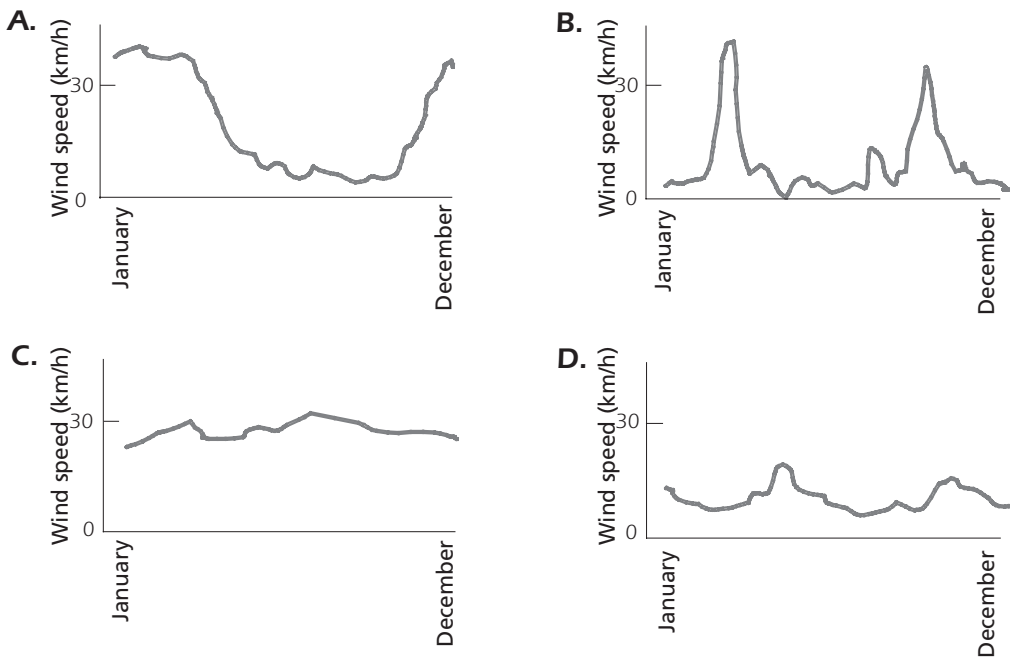 A.
Wind speed (km/h)
30
0
January
December
B.
Wind speed (km/h)
30
0
January
December
C.
Wind speed (km/h)
30
0
January
December
D.
Wind speed (km/h)
30
0
January
December